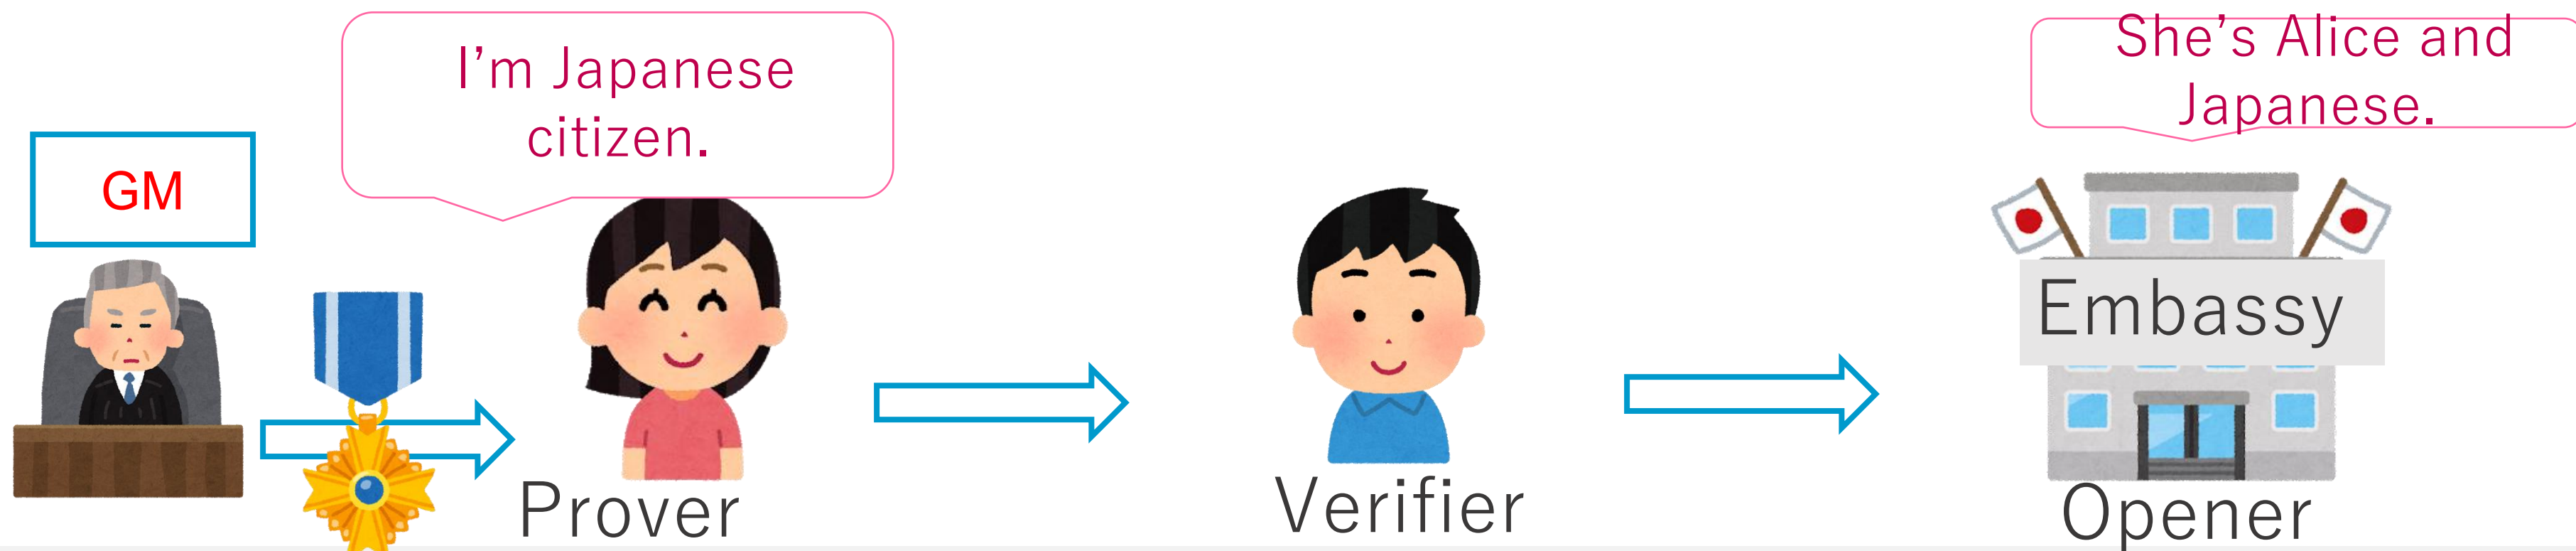 GM
I’m Japanese
citizen.
Prover
Verifier
She’s Alice and
Japanese.
Embassy
Opener